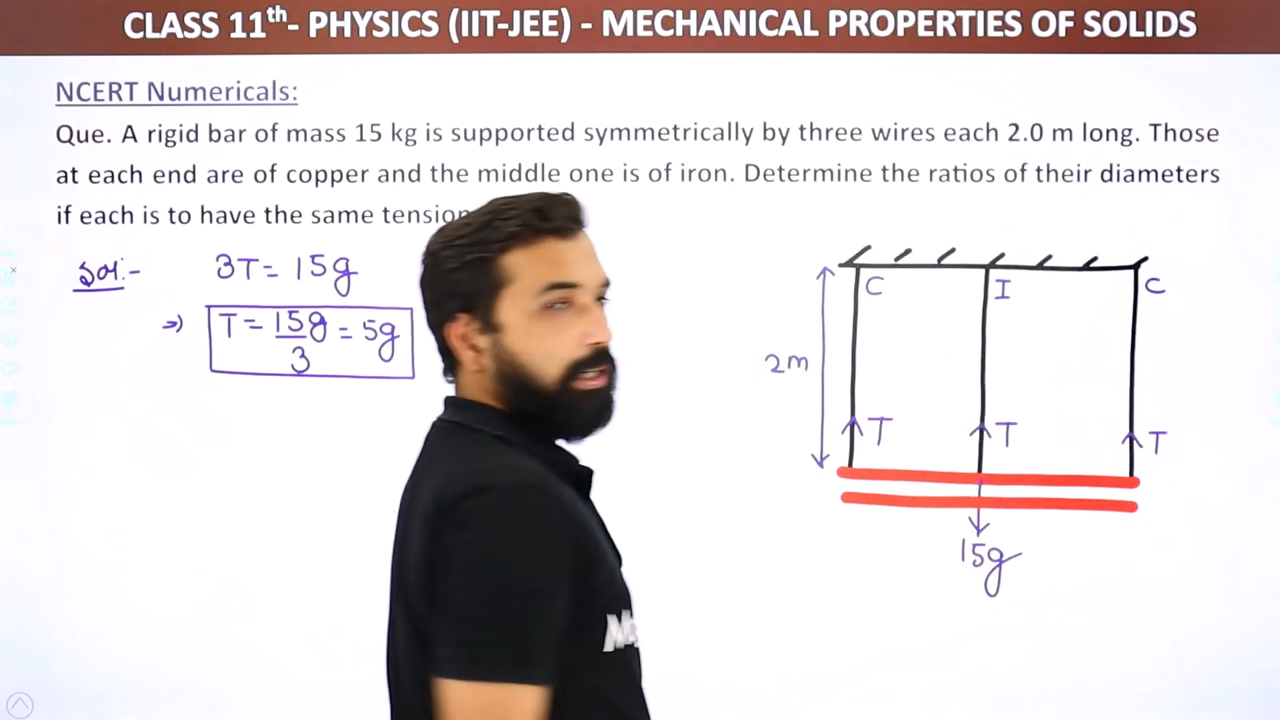 CLASS 11th- PHYSICS (IIT-JEE) - MECHANICAL PROPERTIES OF SOLIDS
NCERT Numericals:
Que. A rigid bar of mass 15 kg is supported symmetrically by three wires each 2.0 m long. Those
at each end are of copper and the middle one is of iron. Determine the ratios of their diameters
if each is to have the same tension
Sol:-
3T = 15g
⇒ T = 15g/3 = 5g
C I C
2m
T T T
15g